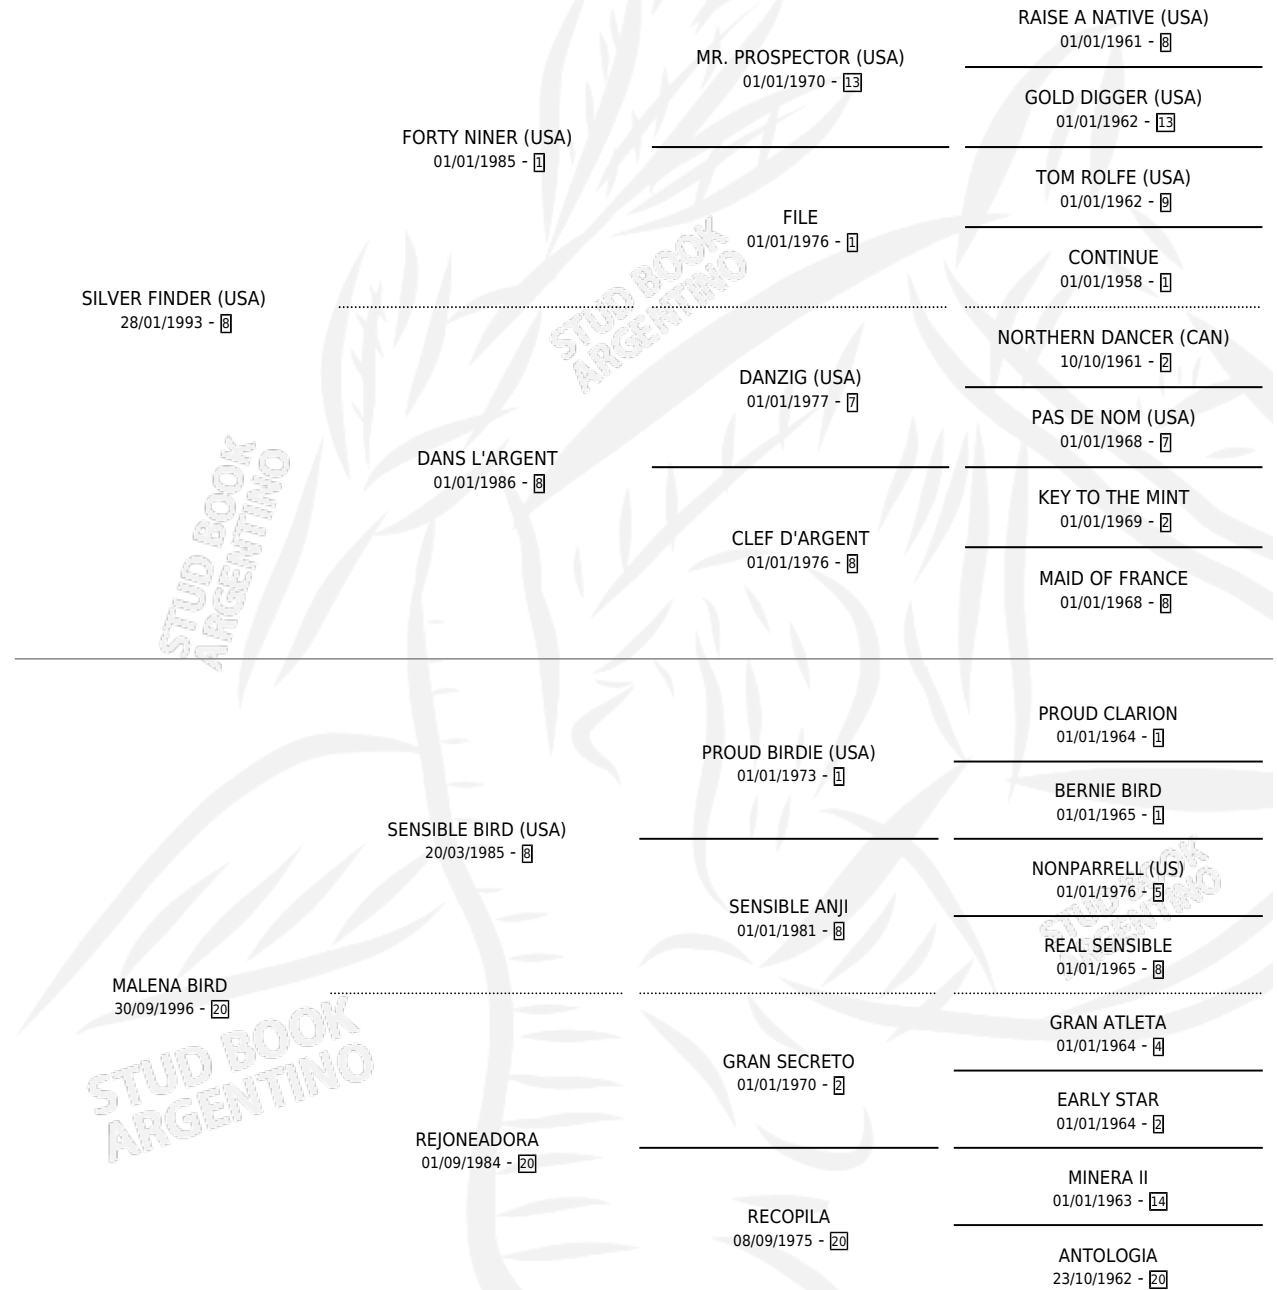 RAISE A NATIVE (USA)
01/01/1961 - 8
MR. PROSPECTOR (USA)
01/01/1970 - 13
GOLD DIGGER (USA)
01/01/1962 - 13
FORTY NINER (USA)
01/01/1985 - 1
TOM ROLFE (USA)
01/01/1962 - 9
FILE
01/01/1976 - 1
CONTINUE
01/01/1958 - 1
SILVER FINDER (USA)
28/01/1993 - 8
STUD BOOK
ARGENTINO
NORTHERN DANCER (CAN)
10/10/1961 - 2
DANZIG (USA)
01/01/1977 - 7
PAS DE NOM (USA)
01/01/1968 - 7
DANS L'ARGENT
01/01/1986 - 8
KEY TO THE MINT
01/01/1969 - 2
CLEF D'ARGENT
01/01/1976 - 8
MAID OF FRANCE
01/01/1968 - 8
STUD BOOK
ARGENTINO
PROUD CLARION
01/01/1964 - 1
PROUD BIRDIE (USA)
01/01/1973 - 1
BERNIE BIRD
01/01/1965 - 1
SENSIBLE BIRD (USA)
20/03/1985 - 8
NONPARRELL (US)
01/01/1976 - 5
SENSIBLE ANJI
01/01/1981 - 8
REAL SENSIBLE
01/01/1965 - 8
STUD BOOK
ARGENTINO
MALENA BIRD
30/09/1996 - 20
GRAN ATLETA
01/01/1964 - 4
GRAN SECRETO
01/01/1970 - 2
EARLY STAR
01/01/1964 - 2
STUD BOOK
ARGENTINO
REJONEADORA
01/09/1984 - 20
MINERA II
01/01/1963 - 14
RECOPILA
08/09/1975 - 20
ANTOLOGIA
23/10/1962 - 20